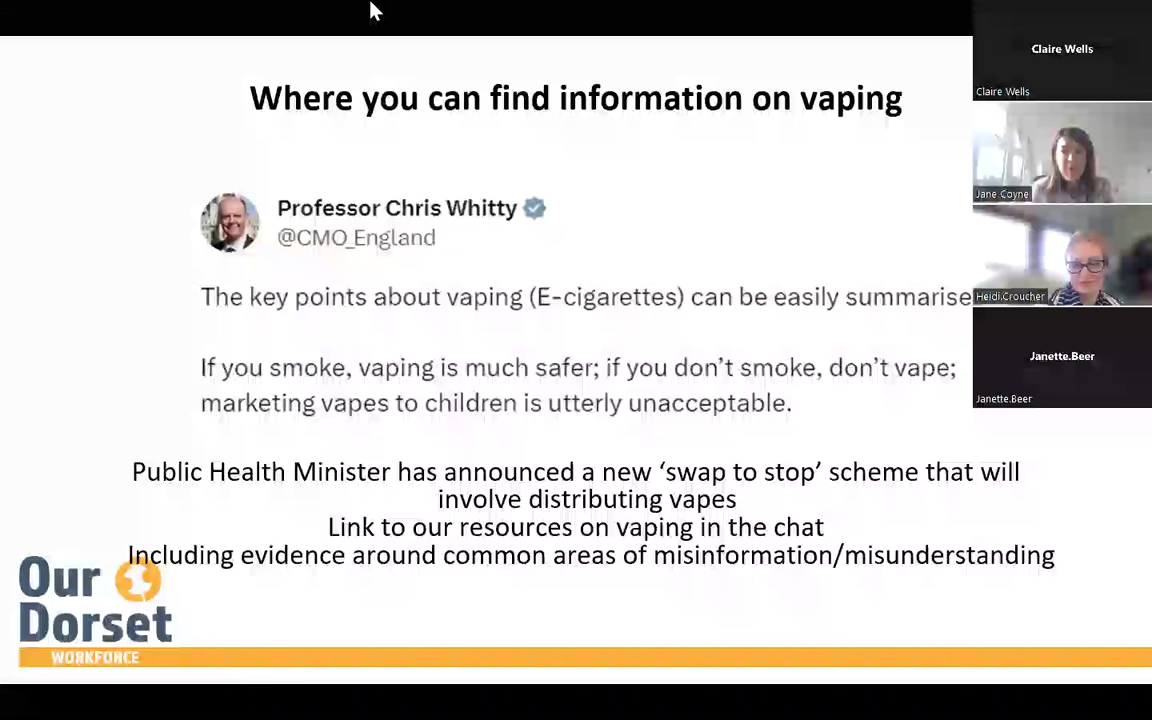 Where you can find information on vaping
Professor Chris Whitty
@CMO_England
The key points about vaping (E-cigarettes) can be easily summarise
If you smoke, vaping is much safer; if you don't smoke, don't vape;
marketing vapes to children is utterly unacceptable.
Public Health Minister has announced a new ‘swap to stop’ scheme that will
involve distributing vapes
Link to our resources on vaping in the chat
Including evidence around common areas of misinformation/misunderstanding
Our
Dorset
WORKFORCE
Claire Wells
Claire Wells
Jane Coyne
Heidi.Croucher
Janette.Beer
Janette.Beer